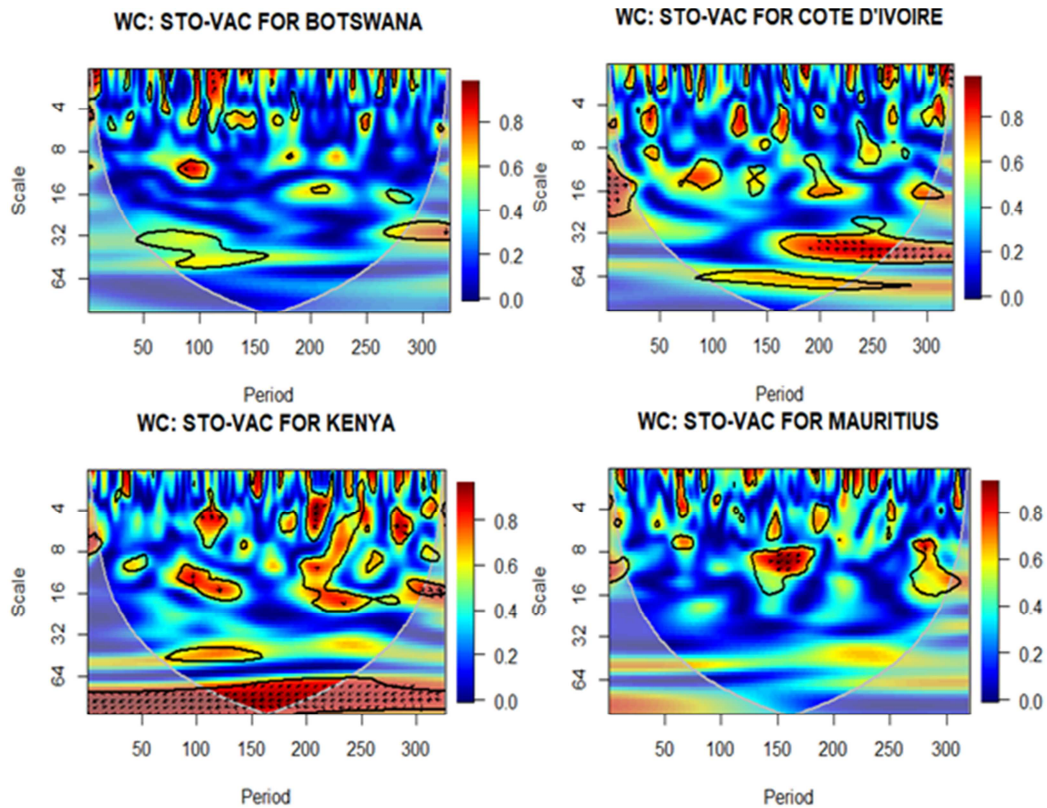 WC: STO-VAC FOR BOTSWANA
Scale
4
8
16
32
64
50 100 150 200 250 300
Period
0.8
0.6
0.4
0.2
0.0
WC: STO-VAC FOR COTE D'IVOIRE
Scale
4
8
16
32
64
50 100 150 200 250 300
Period
0.8
0.6
0.4
0.2
0.0
WC: STO-VAC FOR KENYA
Scale
4
8
16
32
64
50 100 150 200 250 300
Period
0.8
0.6
0.4
0.2
0.0
WC: STO-VAC FOR MAURITIUS
Scale
4
8
16
32
64
50 100 150 200 250 300
Period
0.8
0.6
0.4
0.2
0.0